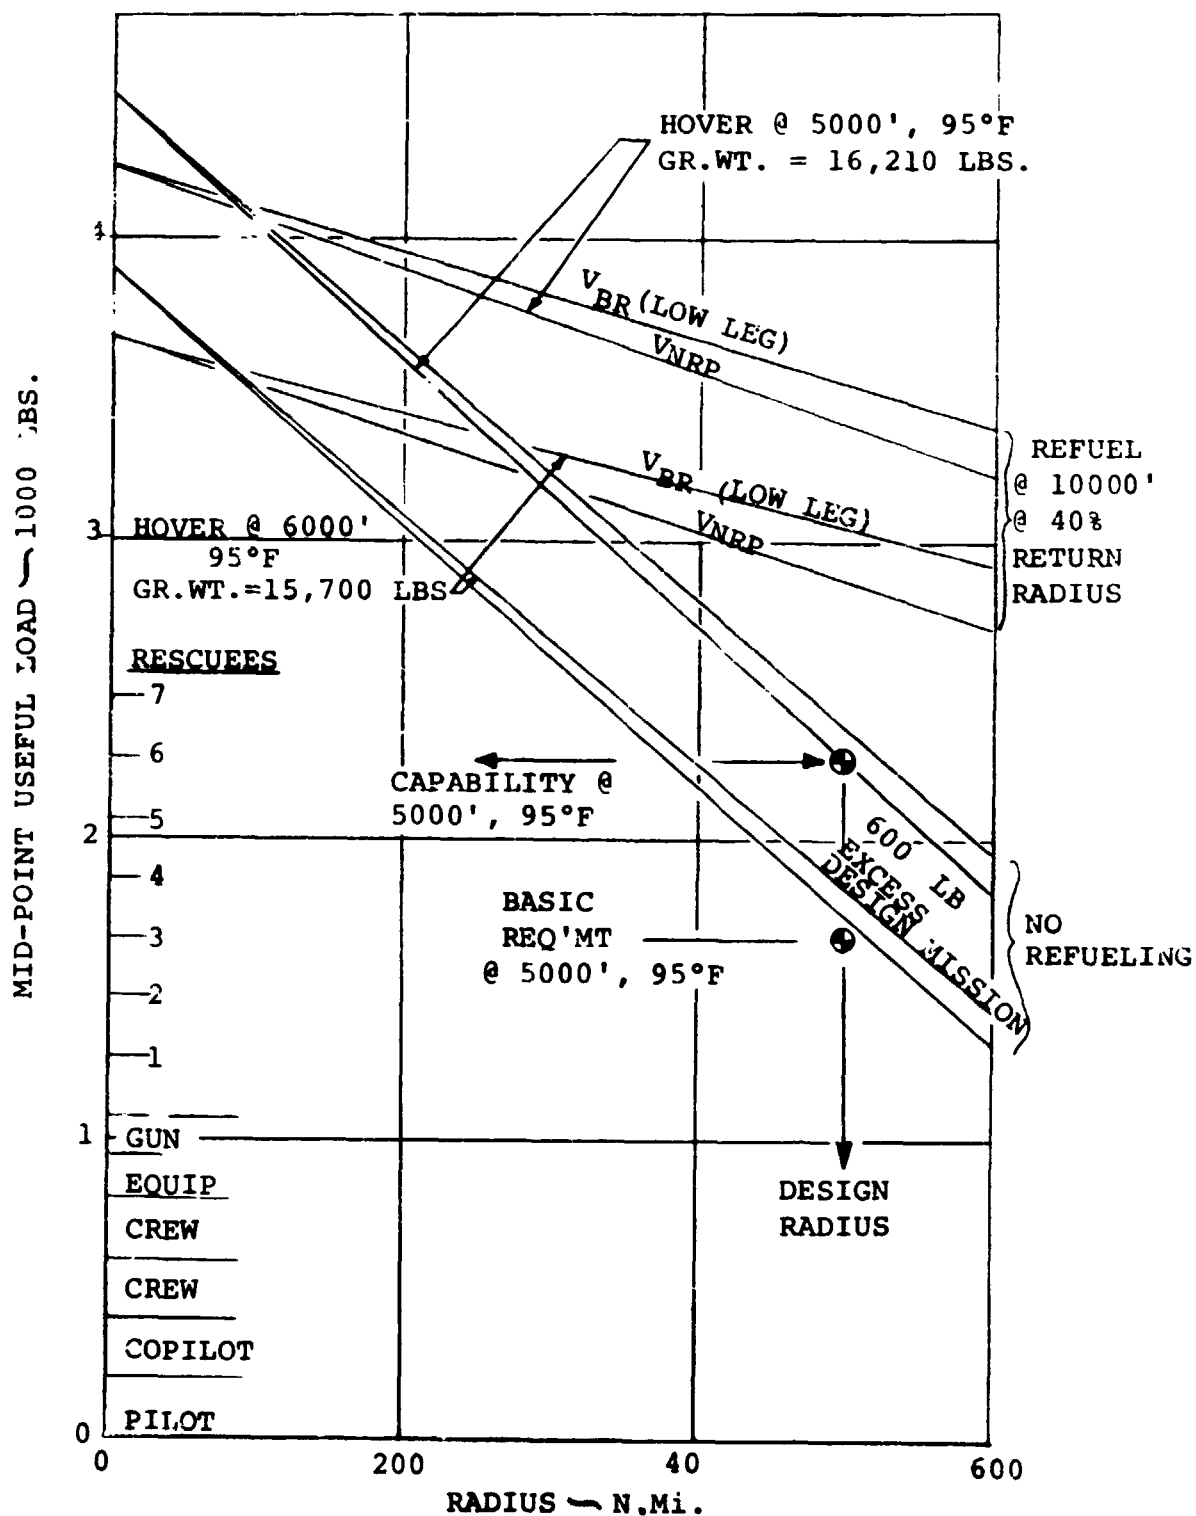 HOVER @ 5000', 95°F
GR.WT. = 16,210 LBS.
4
V BR (LOW LEG)
VNRP
REFUEL
@ 10000'
@ 40%
RETURN
RADIUS
V BR (LOW LEG)
VNRP
3
HOVER @ 6000'
95°F
GR.WT.=15,700 LBS
RESCUEES
7
6
5
2
4
3
2
1
CAPABILITY @
5000', 95°F
600 LB
EXCESS
DESIGN MISSION
BASIC
REQ'MT
@ 5000', 95°F
NO
REFUELING
1
GUN
EQUIP
CREW
CREW
COPILOT
PILOT
DESIGN
RADIUS
0
0
200
40
600
RADIUS ~ N.Mi.
MID-POINT USEFUL LOAD ~ 1000 LBS.